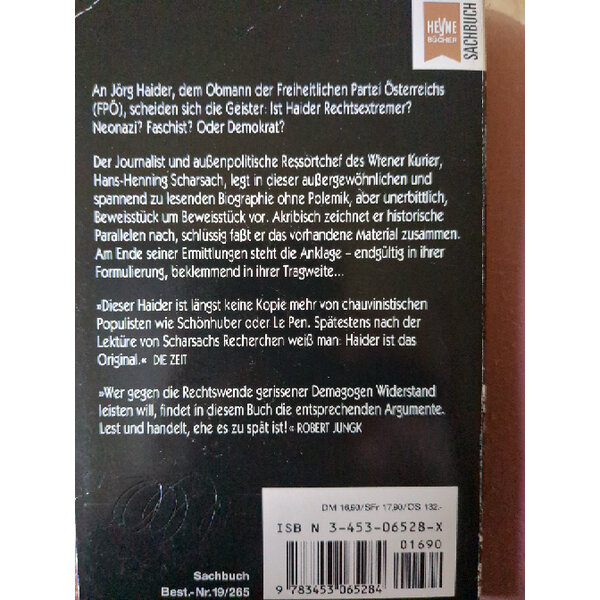 HEYNE
BÜCHER
SACHBUCH
An Jörg Haider, dem Obmann der Freiheitlichen Partei Österreichs
(FPÖ), scheiden sich die Geister: Ist Haider Rechtsextremer?
Neonazi? Faschist? Oder Demokrat?
Der Journalist und außenpolitische Ressortchef des Wiener Kurier,
Hans-Henning Scharsach, legt in dieser außergewöhnlichen und
spannend zu lesenden Biographie ohne Polemik, aber unerbittlich,
Beweisstück um Beweisstück vor. Akribisch zeichnet er historische
Parallelen nach, schlüssig faßt er das vorhandene Material zusammen.
Am Ende seiner Ermittlungen steht die Anklage – endgültig in ihrer
Formulierung, beklemmend in ihrer Tragweite...
»Dieser Haider ist längst keine Kopie mehr von chauvinistischen
Populisten wie Schönhuber oder Le Pen. Spätestens nach der
Lektüre von Scharsachs Recherchen weiß man: Haider ist das
Original.« DIE ZEIT
»Wer gegen die Rechtswende gerissener Demagogen Widerstand
leisten will, findet in diesem Buch die entsprechenden Argumente.
Lest und handelt, ehe es zu spät ist!« ROBERT JUNGK
DM 16,90/SFr 17,90/ÖS 132.-
ISBN 3-453-06528-X
01690
9 783453 065284
Sachbuch
Best.-Nr. 19/265